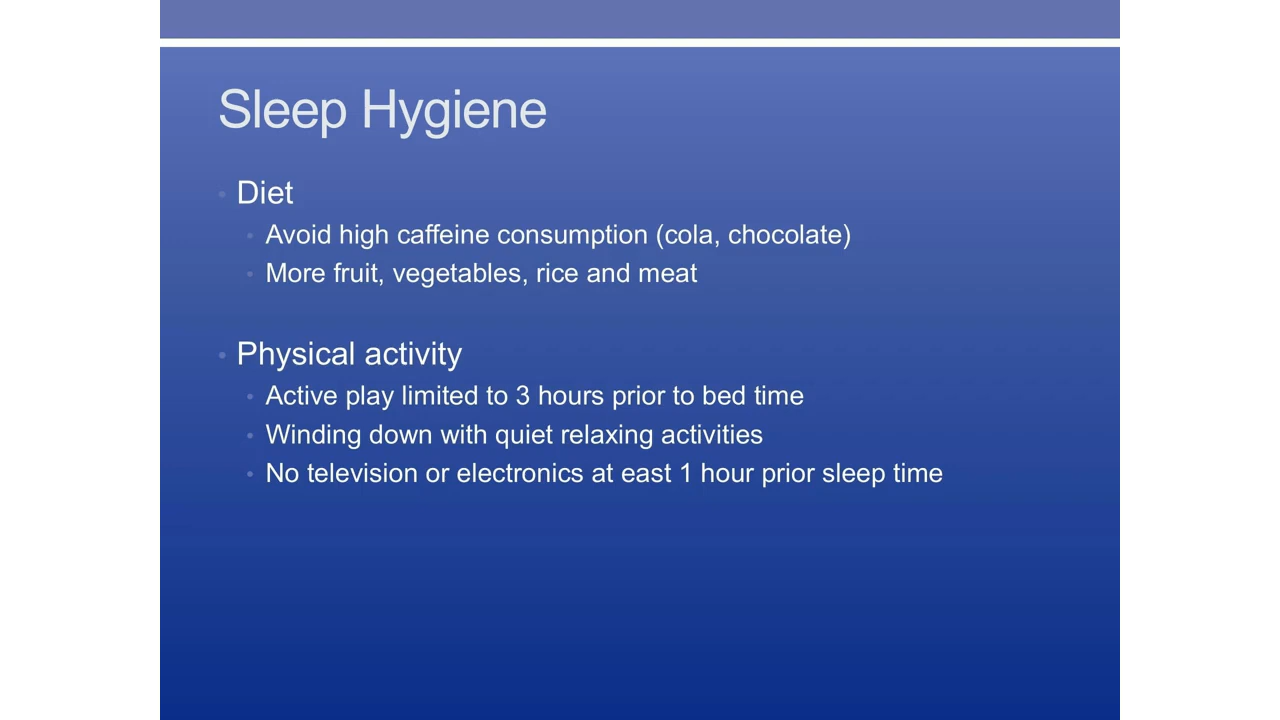 Sleep Hygiene
• Diet
• Avoid high caffeine consumption (cola, chocolate)
• More fruit, vegetables, rice and meat
• Physical activity
• Active play limited to 3 hours prior to bed time
• Winding down with quiet relaxing activities
• No television or electronics at east 1 hour prior sleep time